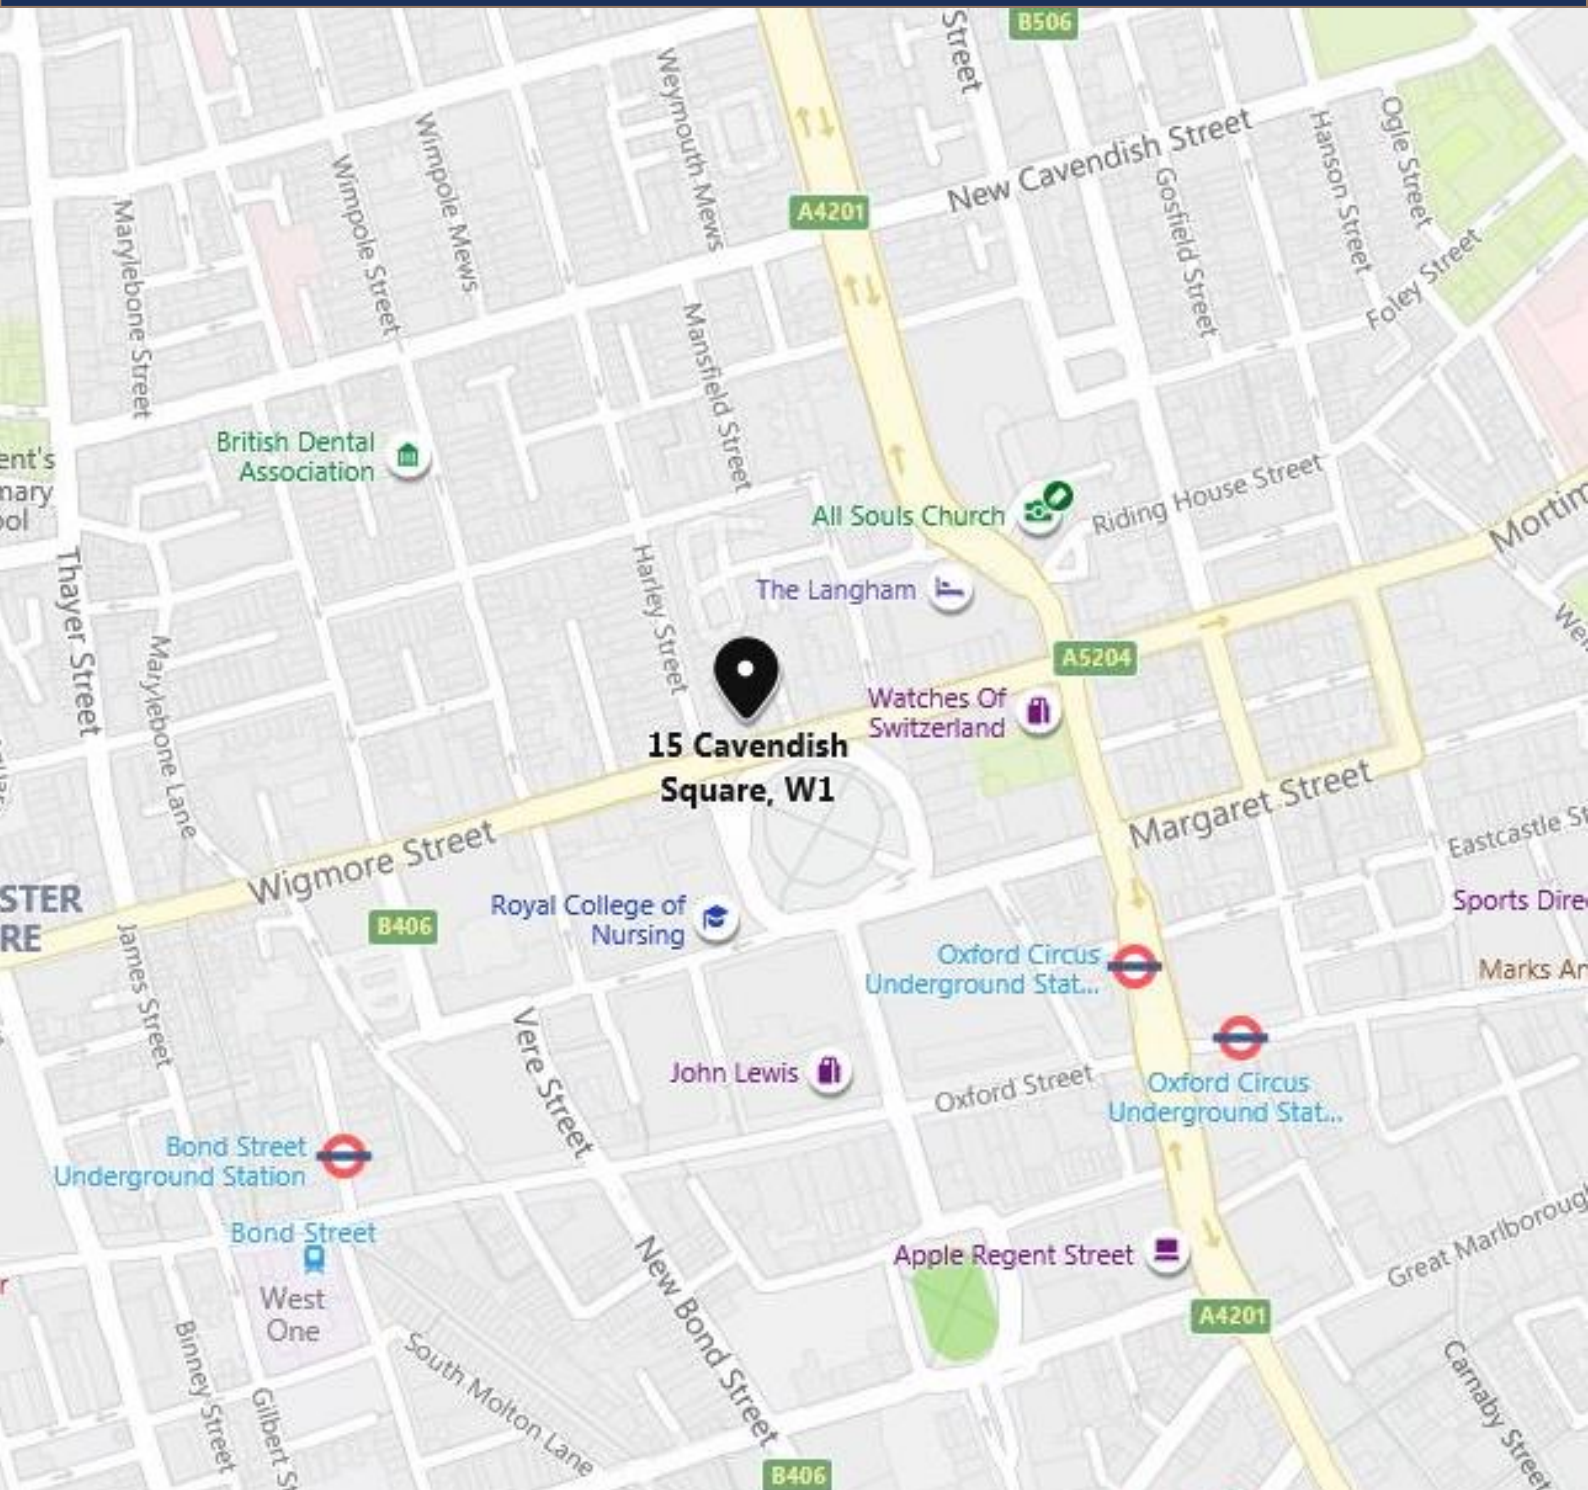 Street
B506
Weymouth Mews
Wimpole Mews
Wimpole Street
Marylebone Street
New Cavendish Street
Ogle Street
Hanson Street
Gosfield Street
A4201
Foley Street
Mansfield Street
British Dental
Association
ent's
mary
ool
All Souls Church
Riding House Street
Mortim
Thayer Street
Harley Street
The Langham
Marylebone Lane
A5204
Watches Of
Switzerland
15 Cavendish
Square, W1
Margaret Street
Wigmore Street
Eastcastle St
STER
RE
B406
Royal College of
Nursing
Sports Dire
James Street
Oxford Circus
Underground Stat...
Marks An
Vere Street
John Lewis
Oxford Street
Oxford Circus
Underground Stat...
Bond Street
Underground Station
Bond Street
West
One
New Bond Street
Apple Regent Street
Great Marlboroug
A4201
Binney Street
Gilbert St
South Molton Lane
Carnaby Street
B406